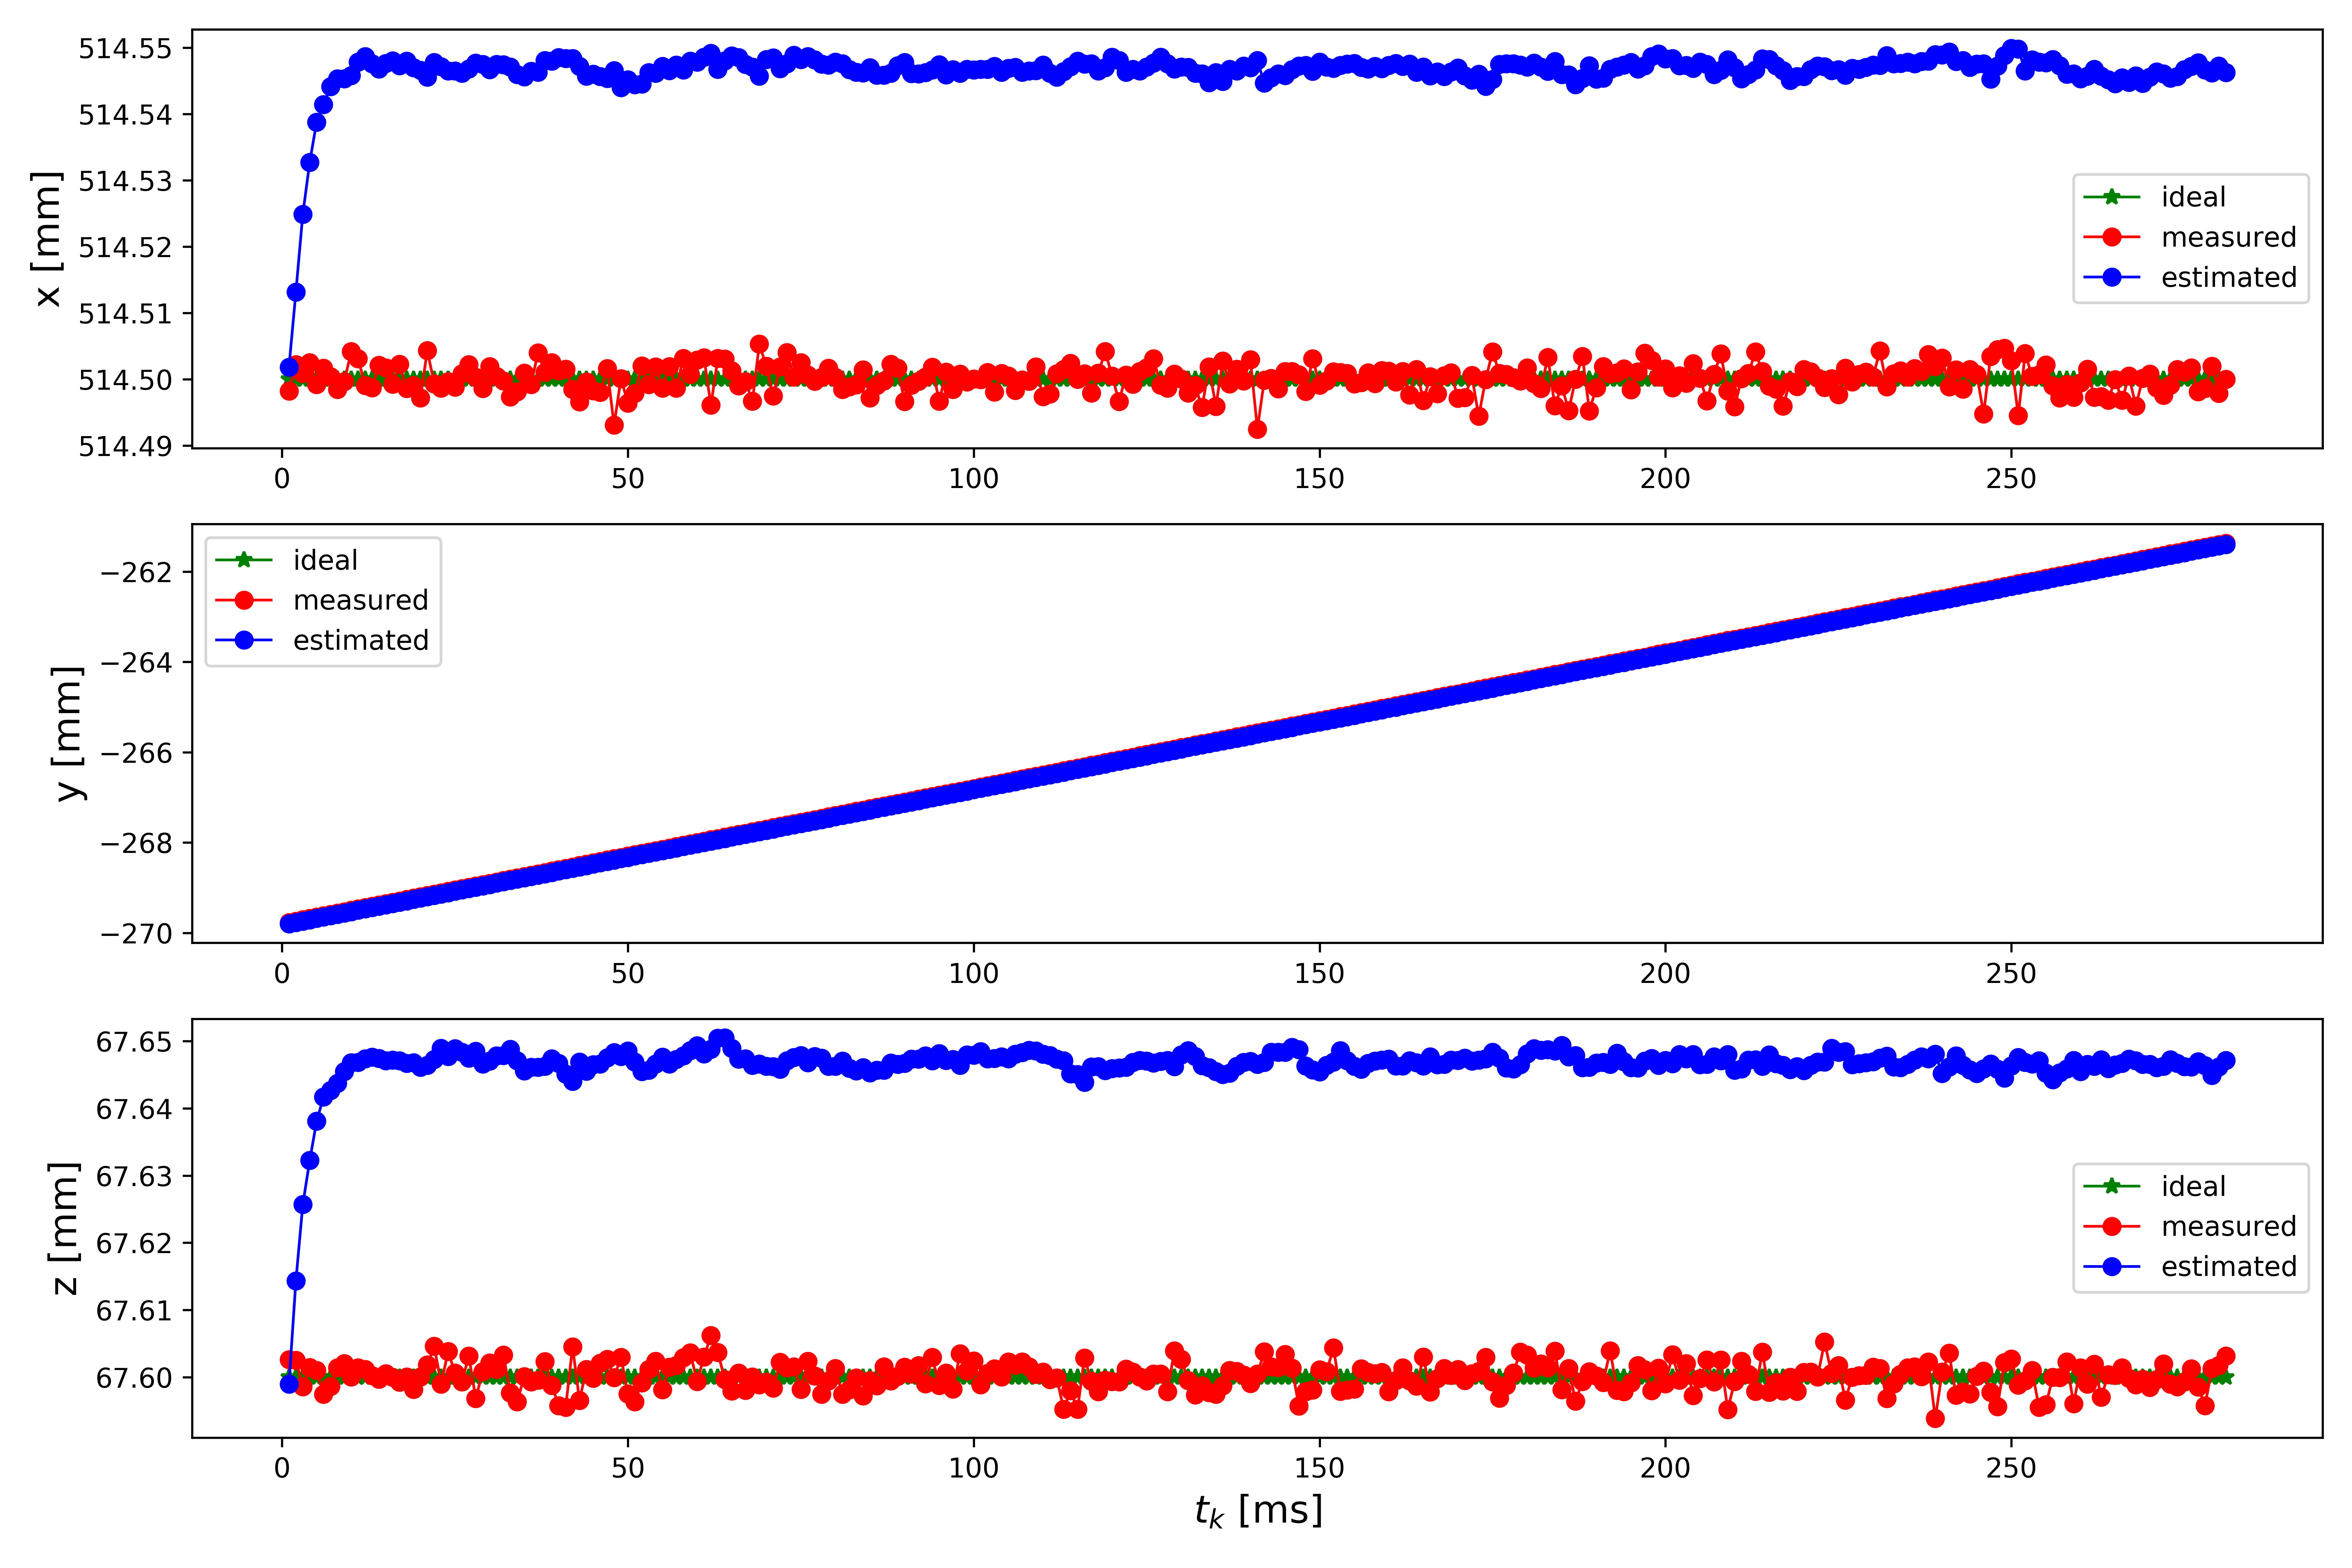 x [mm]
514.55
514.54
514.53
514.52
514.51
514.50
514.49
ideal
measured
estimated
0 50 100 150 200 250
y [mm]
−262
−264
−266
−268
−270
ideal
measured
estimated
0 50 100 150 200 250
z [mm]
67.65
67.64
67.63
67.62
67.61
67.60
ideal
measured
estimated
0 50 100 150 200 250
t_k [ms]